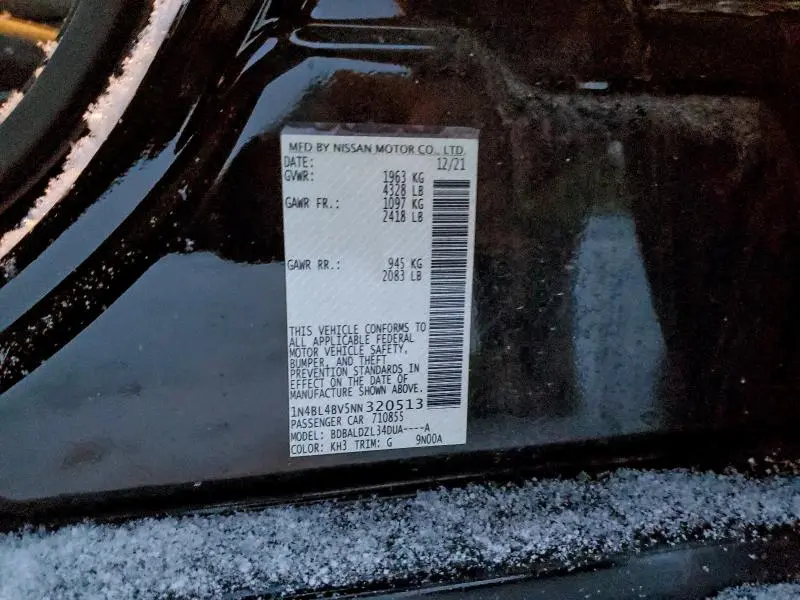 MFD BY NISSAN MOTOR CO., LTD.
DATE: 12/21
GVWR: 1963 KG
4328 LB
GAWR FR.: 1097 KG
2418 LB
GAWR RR.: 945 KG
2083 LB
THIS VEHICLE CONFORMS TO
ALL APPLICABLE FEDERAL
MOTOR VEHICLE SAFETY,
BUMPER, AND THEFT
PREVENTION STANDARDS IN
EFFECT ON THE DATE OF
MANUFACTURE SHOWN ABOVE.
1N4BL4BV5NN320513
PASSENGER CAR 710855
MODEL: BDBALDZL34DUA----A
COLOR: KH3 TRIM: G 9N00A